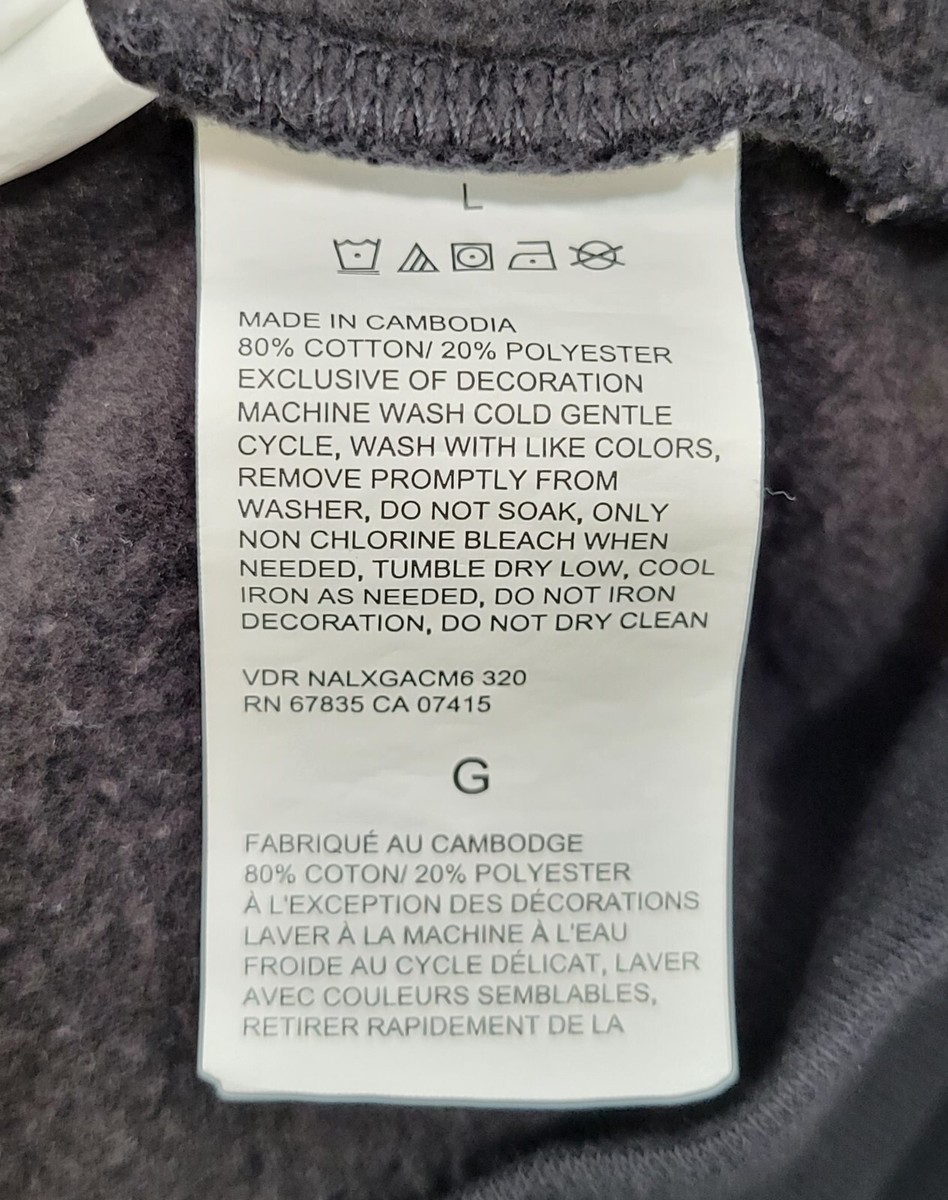 L
MADE IN CAMBODIA
80% COTTON/ 20% POLYESTER
EXCLUSIVE OF DECORATION
MACHINE WASH COLD GENTLE
CYCLE, WASH WITH LIKE COLORS,
REMOVE PROMPTLY FROM
WASHER, DO NOT SOAK, ONLY
NON CHLORINE BLEACH WHEN
NEEDED, TUMBLE DRY LOW, COOL
IRON AS NEEDED, DO NOT IRON
DECORATION, DO NOT DRY CLEAN
VDR NALXGACM6 320
RN 67835 CA 07415
G
FABRIQUÉ AU CAMBODGE
80% COTON/ 20% POLYESTER
À L'EXCEPTION DES DÉCORATIONS
LAVER À LA MACHINE À L'EAU
FROIDE AU CYCLE DÉLICAT, LAVER
AVEC COULEURS SEMBLABLES,
RETIRER RAPIDEMENT DE LA